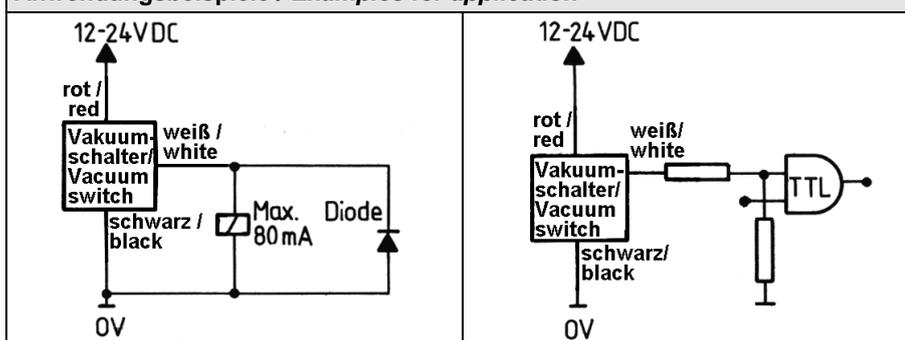 Anwendungsbeispiele / Examples for application
12-24VDC
rot /
red
Vakuum-
schalter/
Vacuum
switch
weiß /
white
schwarz /
black
Max.
80mA
Diode
0V
12-24VDC
rot /
red
Vakuum-
schalter/
Vacuum
switch
weiß/
white
TTL
schwarz/
black
0V